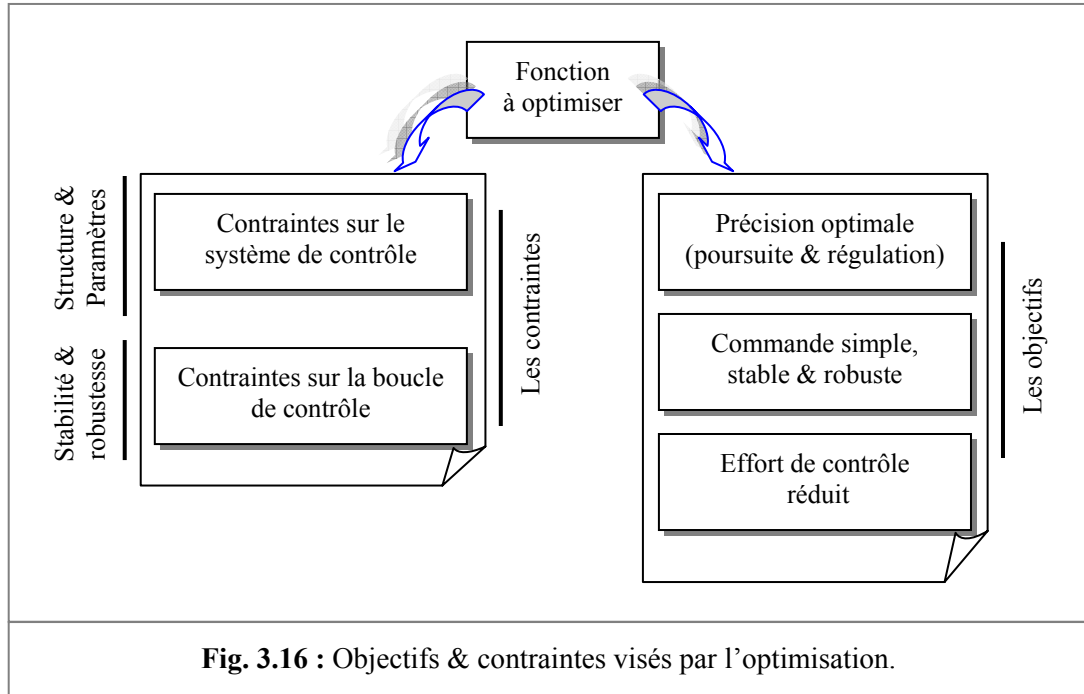 Fonction
à optimiser
Structure &
Paramètres
Contraintes sur le
système de contrôle
Stabilité &
robustesse
Contraintes sur la boucle
de contrôle
Les contraintes
Précision optimale
(poursuite & régulation)
Commande simple,
stable & robuste
Effort de contrôle
réduit
Les objectifs
Fig. 3.16 : Objectifs & contraintes visés par l’optimisation.